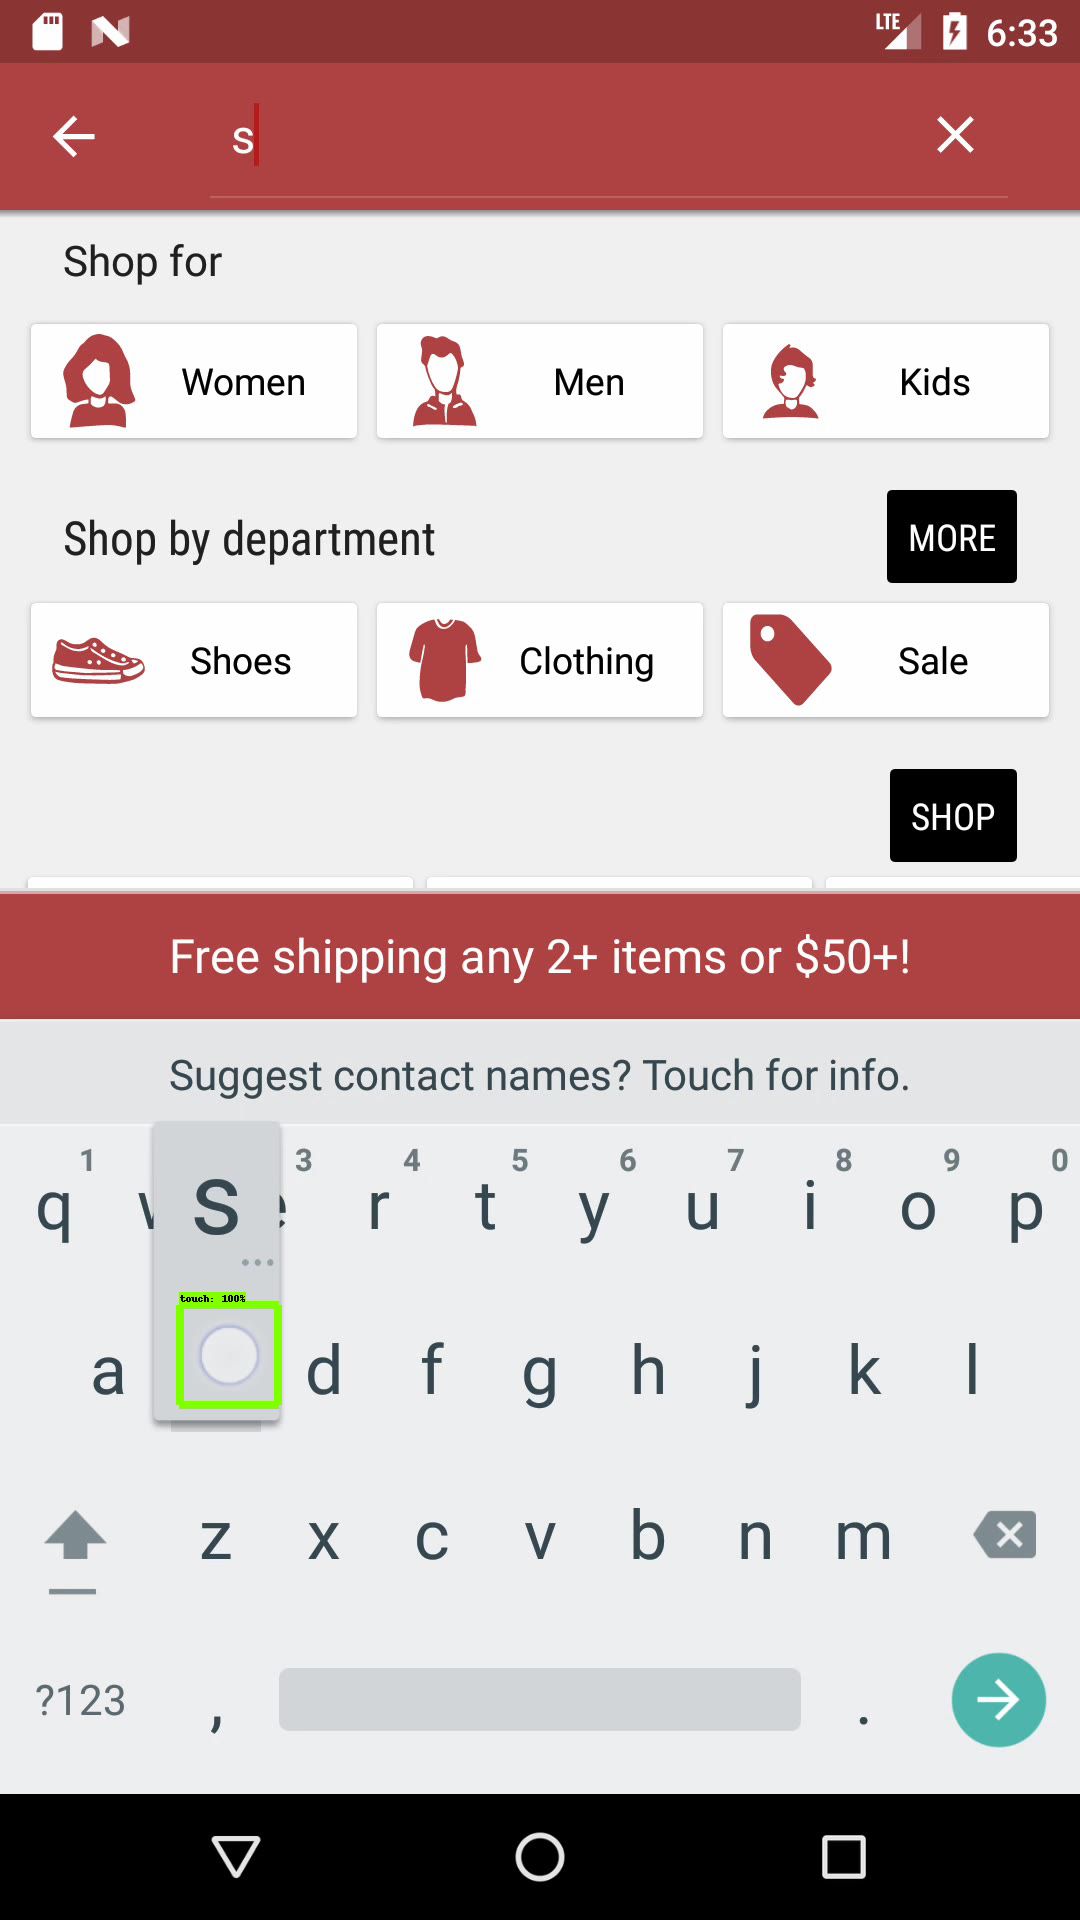 LTE 6:33
s
Shop for
Women Men Kids
Shop by department MORE
Shoes Clothing Sale
SHOP
Free shipping any 2+ items or $50+!
Suggest contact names? Touch for info.
1 3 4 5 6 7 8 9 0
q w s e r t y u i o p
touch: 100%
a d f g h j k l
z x c v b n m
?123 , .